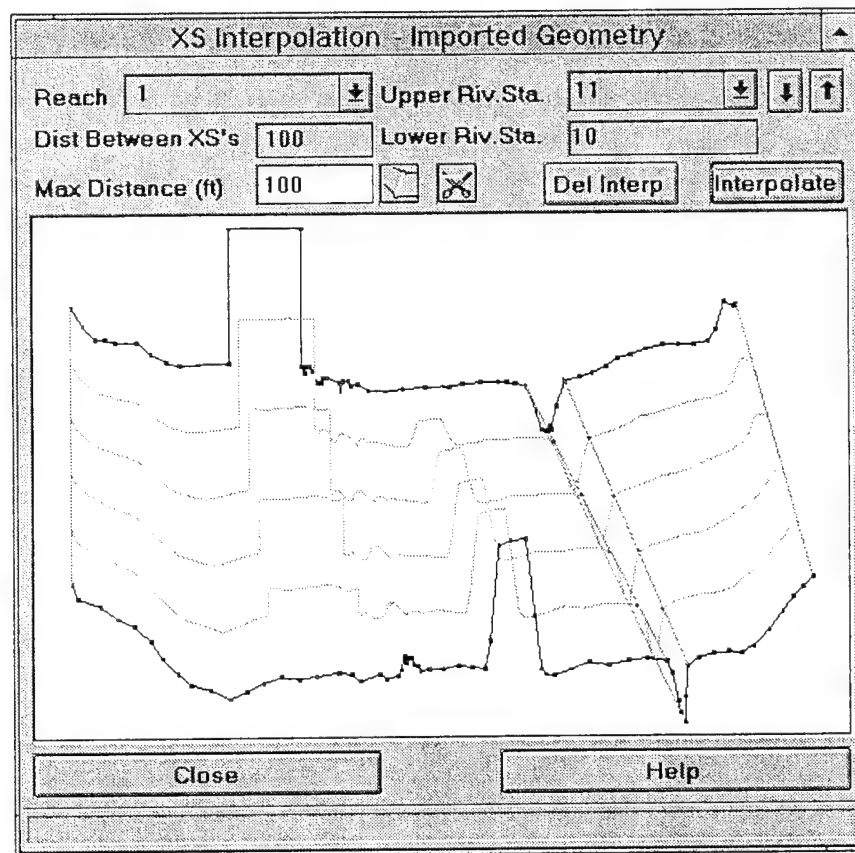 XS Interpolation - Imported Geometry
Reach 1 Upper Riv.Sta. 11
Dist Between XS's 100 Lower Riv.Sta. 10
Max Distance (ft) 100 Del Interp Interpolate
Close Help